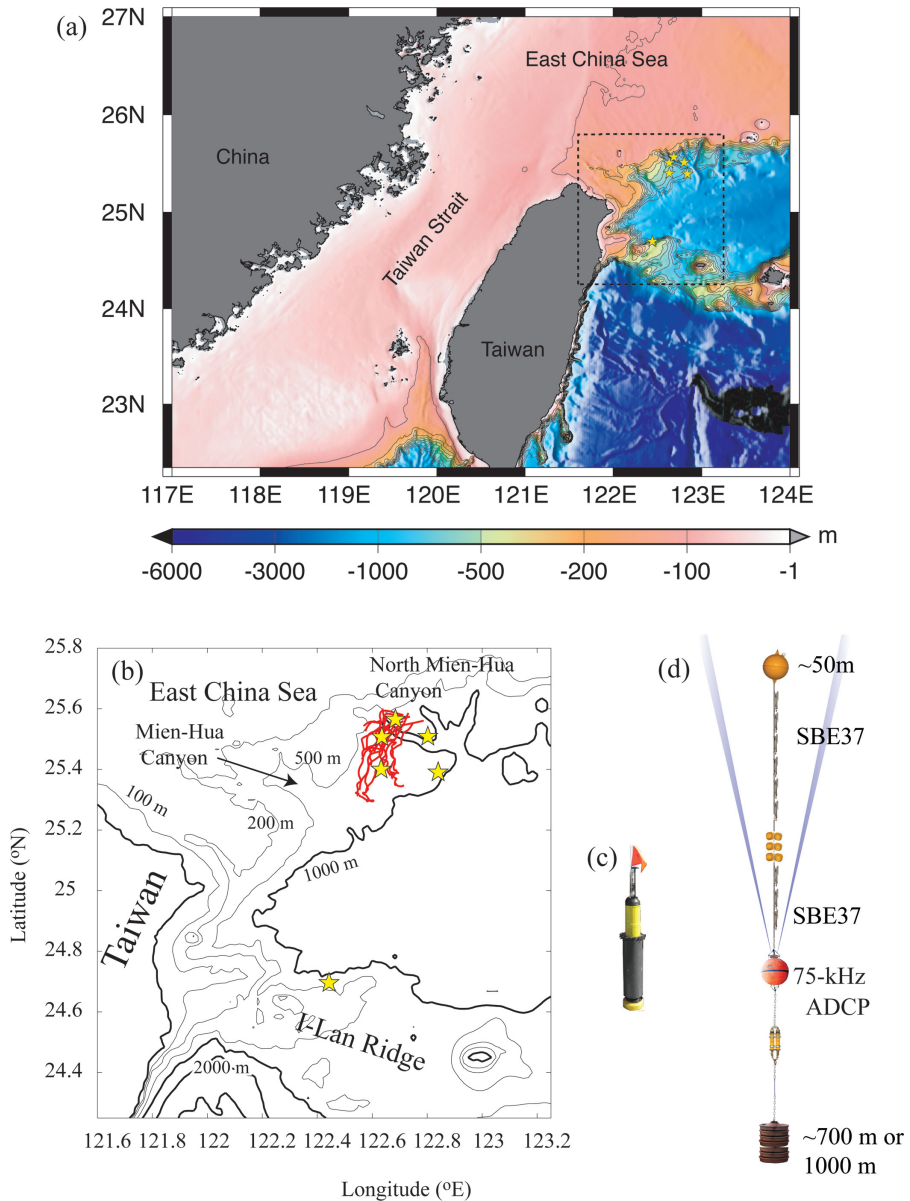 (a)
27N
26N
25N
24N
23N
East China Sea
China
Taiwan Strait
Taiwan
117E 118E 119E 120E 121E 122E 123E 124E
m
-6000 -3000 -1000 -500 -200 -100 -1
(b)
25.8
25.6
25.4
25.2
25
24.8
24.6
24.4
Latitude (°N)
East China Sea
North Mien-Hua
Canyon
Mien-Hua
Canyon
500 m
100 m
200 m
1000 m
Taiwan
I-Lan Ridge
2000 m
121.6 121.8 122 122.2 122.4 122.6 122.8 123 123.2
Longitude (°E)
(c)
(d)
~50m
SBE37
SBE37
75-kHz
ADCP
~700 m or
1000 m